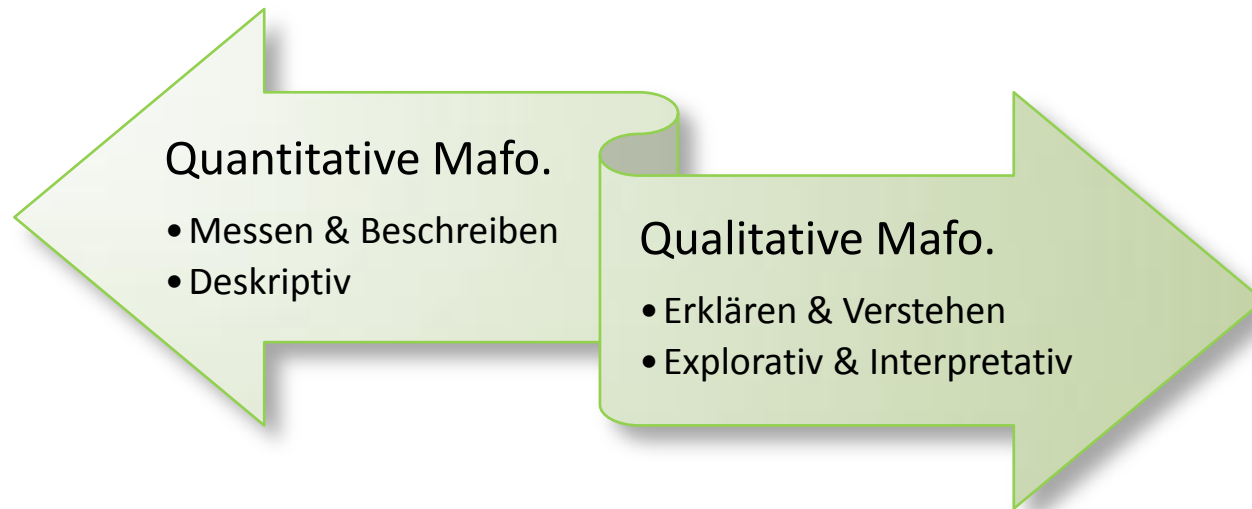 Quantitative Mafo.
•Messen & Beschreiben
•Deskriptiv
Qualitative Mafo.
•Erklären & Verstehen
•Explorativ & Interpretativ